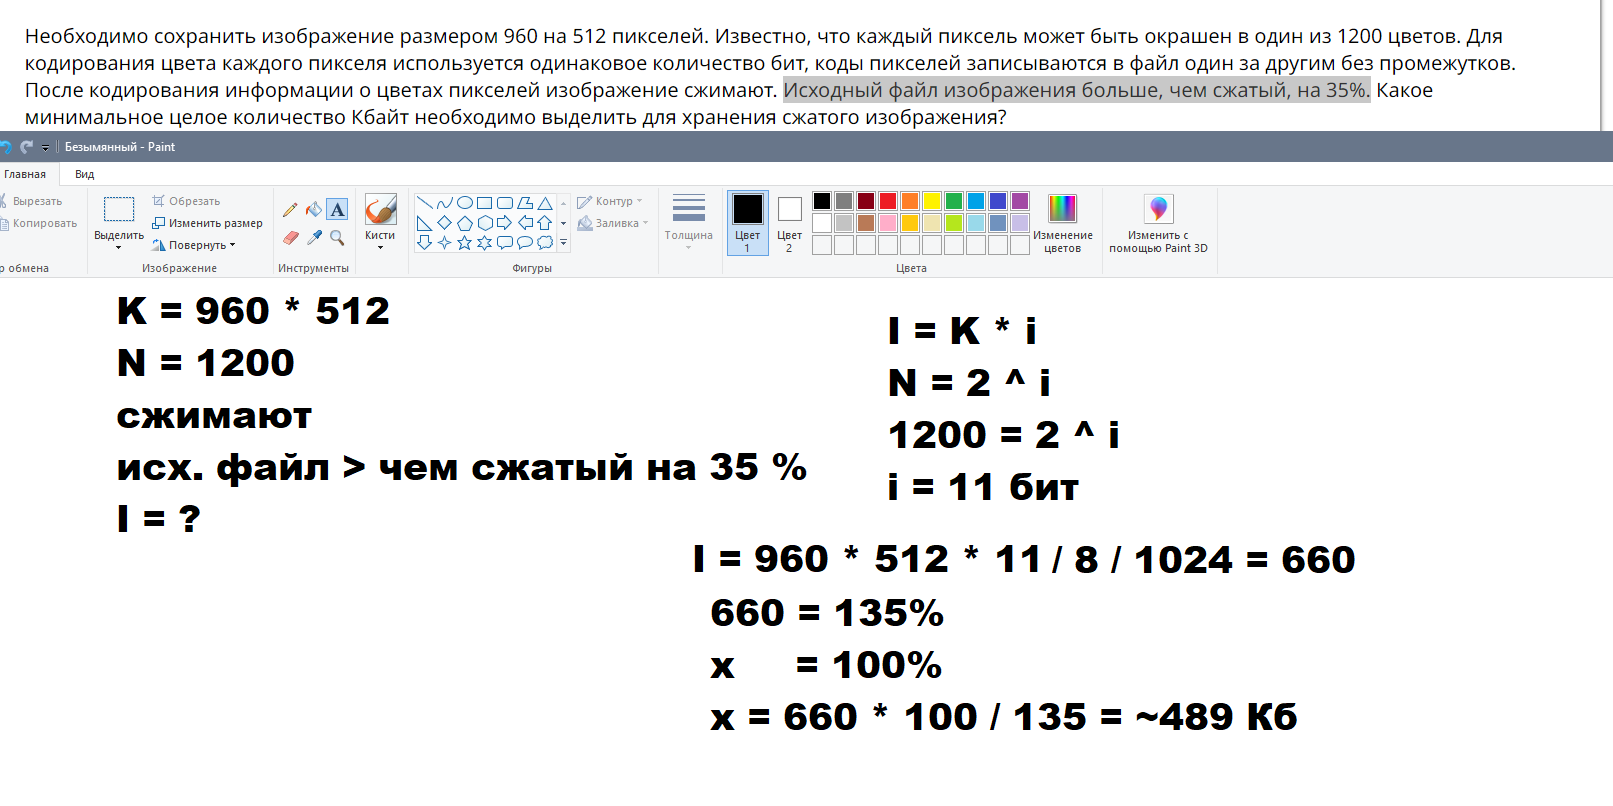 Необходимо сохранить изображение размером 960 на 512 пикселей. Известно, что каждый пиксель может быть окрашен в один из 1200 цветов. Для
кодирования цвета каждого пикселя используется одинаковое количество бит, коды пикселей записываются в файл один за другим без промежутков.
После кодирования информации о цветах пикселей изображение сжимают. Исходный файл изображения больше, чем сжатый, на 35%. Какое
минимальное целое количество Кбайт необходимо выделить для хранения сжатого изображения?
Безымянный - Paint
Главная Вид
Вырезать
Копировать
р обмена
Выделить
Обрезать
Изменить размер
Повернуть
Изображение
A
Инструменты
Кисти
Контур
Заливка
Фигуры
Толщина
Цвет
1
Цвет
2
Цвета
Изменение
цветов
Изменить с
помощью Paint 3D
K = 960 * 512
N = 1200
сжимают
исх. файл > чем сжатый на 35 %
I = ?
I = K * i
N = 2 ^ i
1200 = 2 ^ i
i = 11 бит
I = 960 * 512 * 11 / 8 / 1024 = 660
660 = 135%
x = 100%
x = 660 * 100 / 135 = ~489 Кб